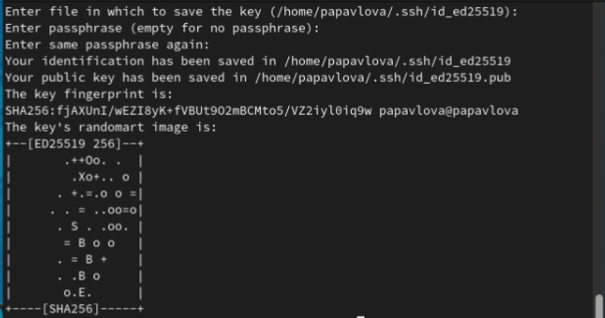 Enter file in which to save the key (/home/papavlova/.ssh/id_ed25519):
Enter passphrase (empty for no passphrase):
Enter same passphrase again:
Your identification has been saved in /home/papavlova/.ssh/id_ed25519
Your public key has been saved in /home/papavlova/.ssh/id_ed25519.pub
The key fingerprint is:
SHA256:fjAXUnI/wEZI8yK+fVBUt9O2mBCMto5/VZ2iyl0iq9w papavlova@papavlova
The key's randomart image is:
+--[ED25519 256]--+
|       .++Oo. .  |
|        .Xo+.. o |
|      . +.=.o o =|
|     . . = ..oo=o|
|      . S . .oo. |
|       = B o o   |
|      . = B +    |
|      . .B o     |
|       o.E.      |
+----[SHA256]-----+